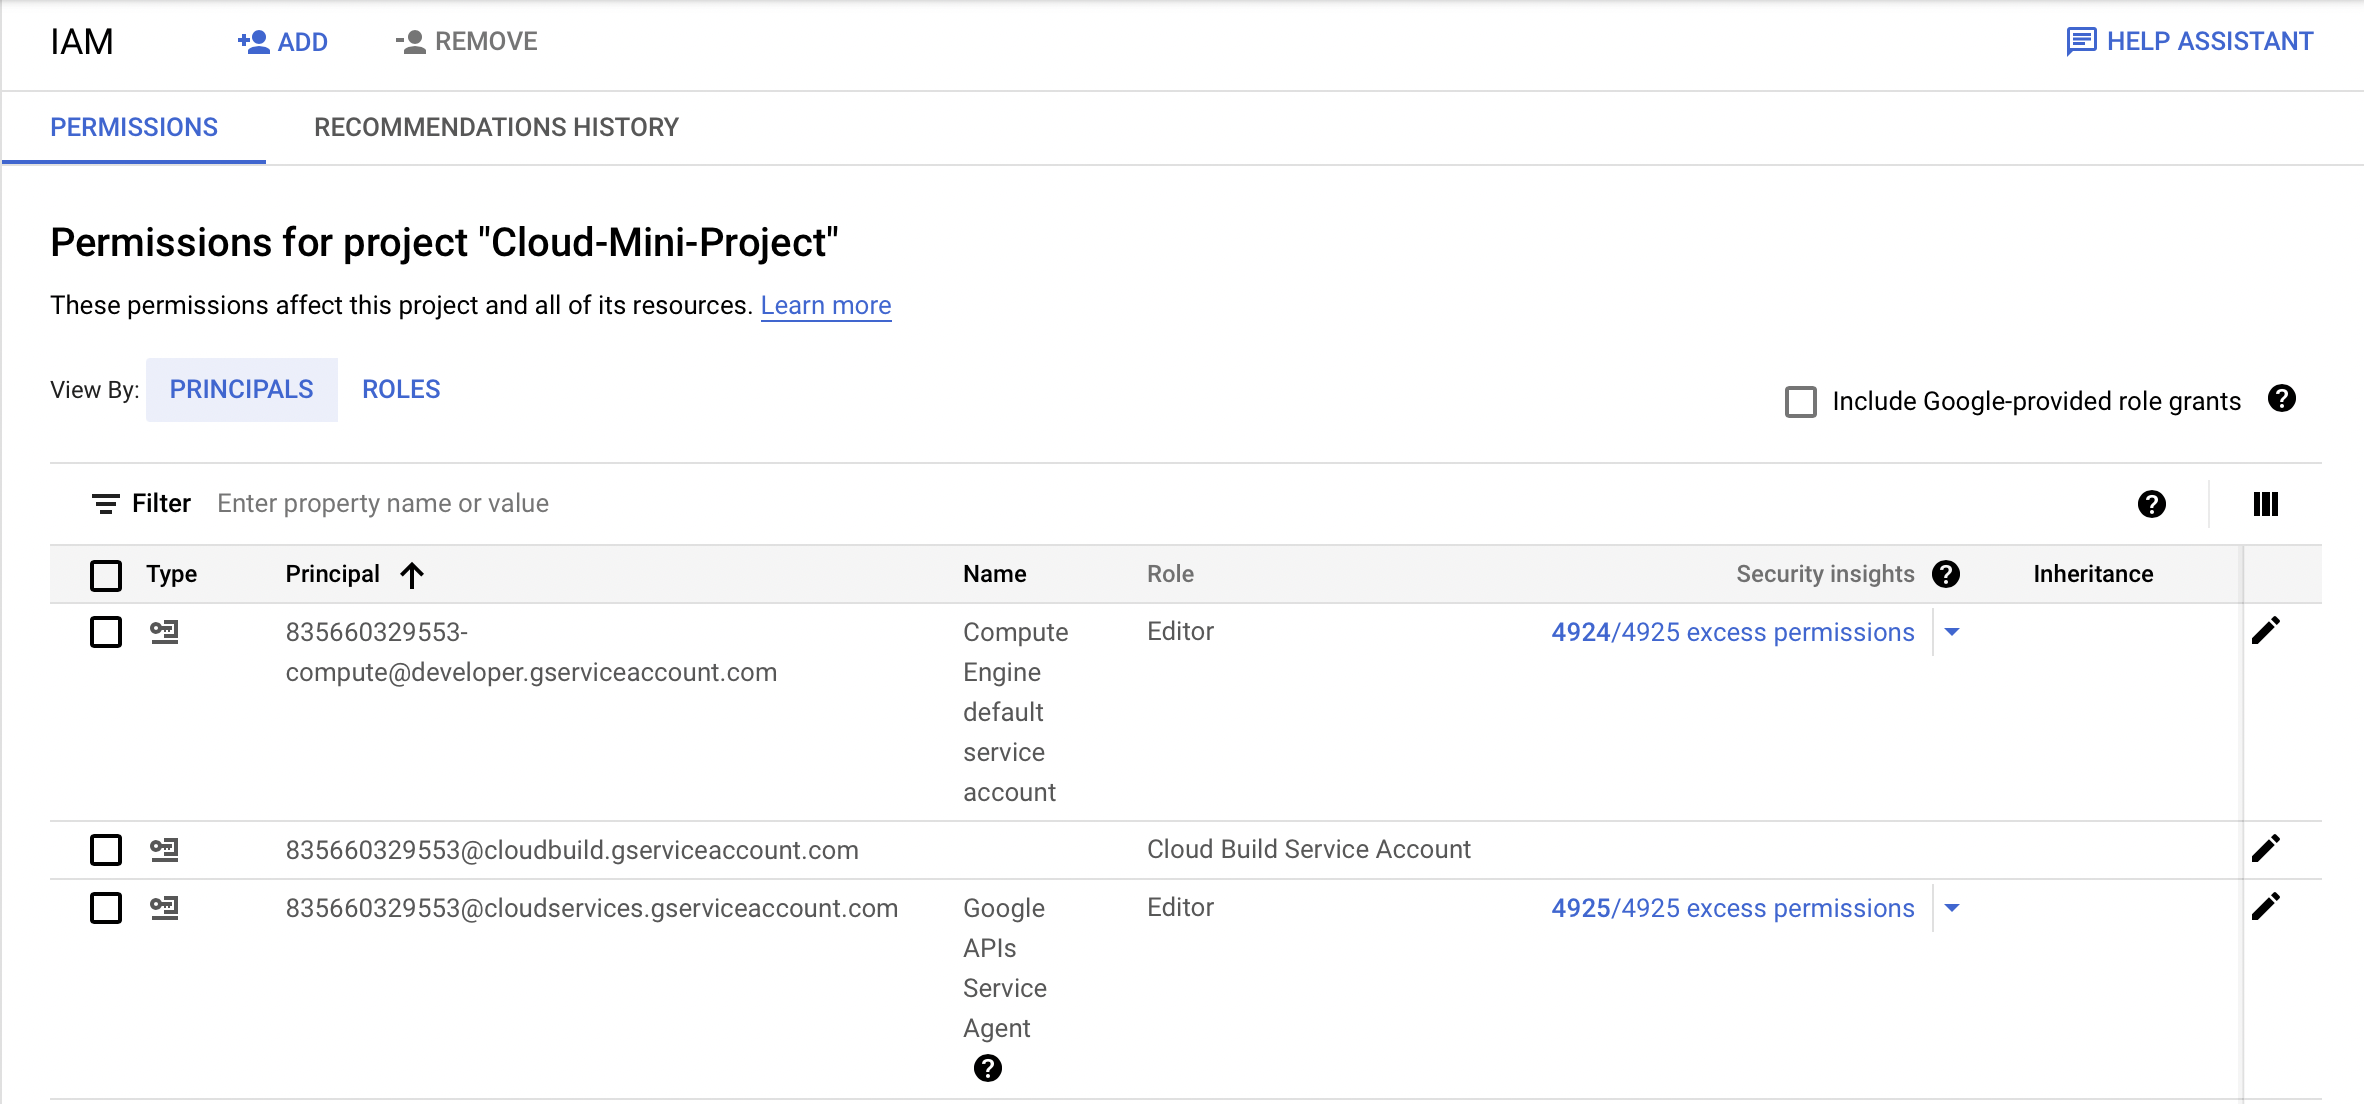 IAM ADD REMOVE HELP ASSISTANT
PERMISSIONS RECOMMENDATIONS HISTORY
Permissions for project "Cloud-Mini-Project"
These permissions affect this project and all of its resources. Learn more
View By: PRINCIPALS ROLES
Include Google-provided role grants ?
Filter Enter property name or value ?
Type Principal Name Role Security insights ? Inheritance
835660329553-
compute@developer.gserviceaccount.com
Compute
Engine
default
service
account
Editor
4924/4925 excess permissions
835660329553@cloudbuild.gserviceaccount.com Cloud Build Service Account
835660329553@cloudservices.gserviceaccount.com
Google
APIs
Service
Agent
?
Editor
4925/4925 excess permissions